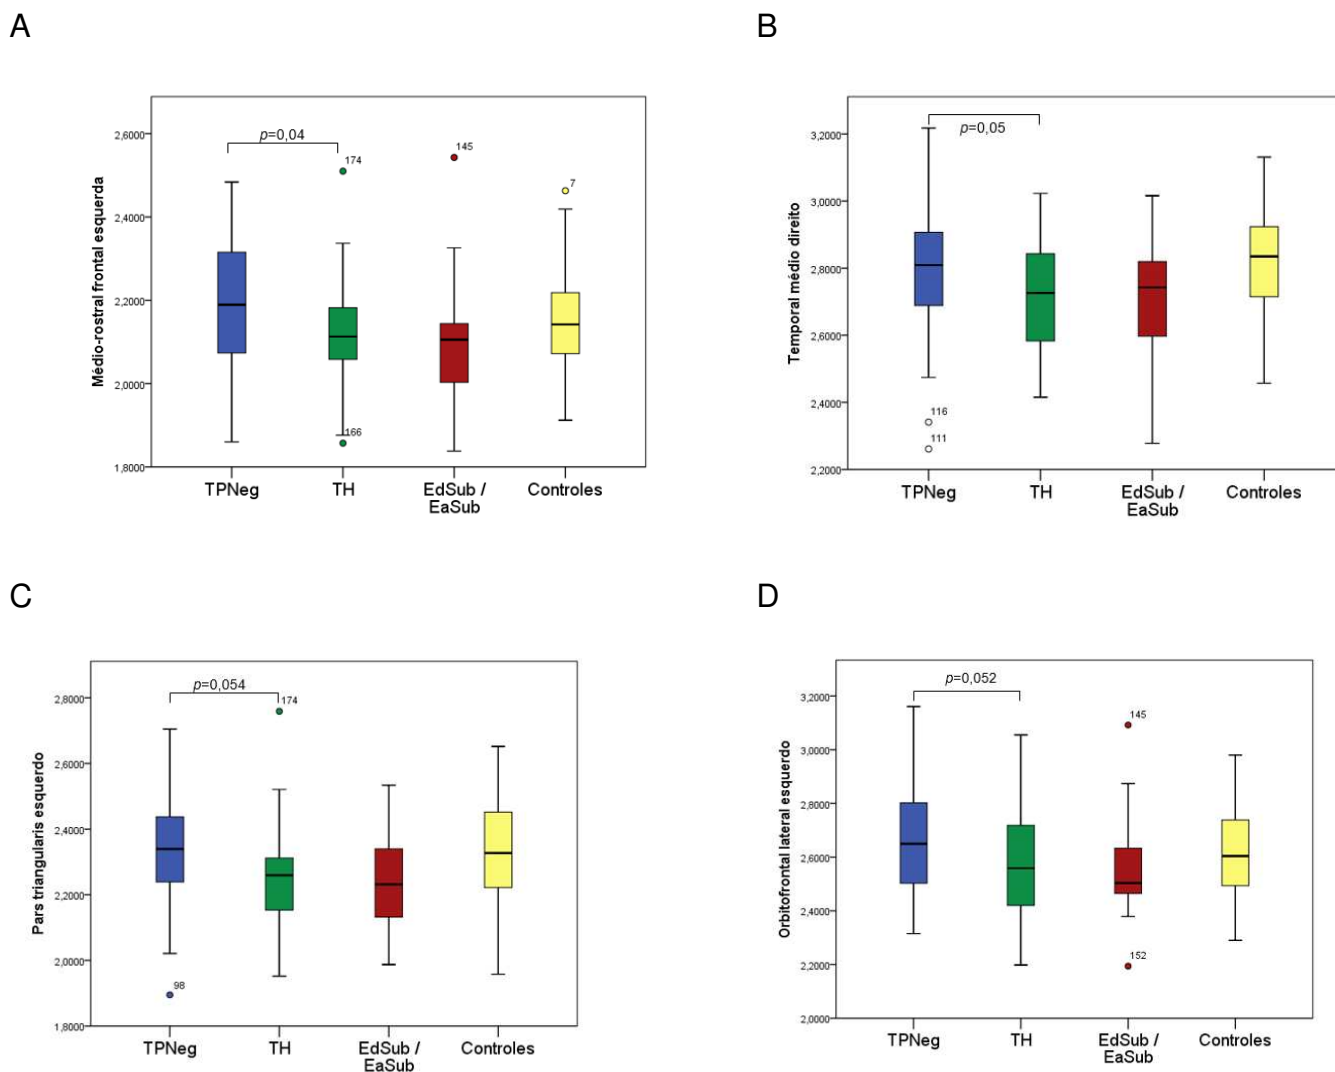 A
Médio-rostral frontal esquerda
2,6000
2,4000
2,2000
2,0000
1,8000
p=0,04
174
166
145
7
TPNeg
TH
EdSub /
EaSub
Controles
B
Temporal médio direito
3,2000
3,0000
2,8000
2,6000
2,4000
2,2000
p=0,05
116
111
TPNeg
TH
EdSub /
EaSub
Controles
C
Pars triangularis esquerdo
2,8000
2,6000
2,4000
2,2000
2,0000
1,8000
p=0,054
174
98
TPNeg
TH
EdSub /
EaSub
Controles
D
Orbitofrontal lateral esquerdo
3,2000
3,0000
2,8000
2,6000
2,4000
2,2000
2,0000
p=0,052
145
152
TPNeg
TH
EdSub /
EaSub
Controles